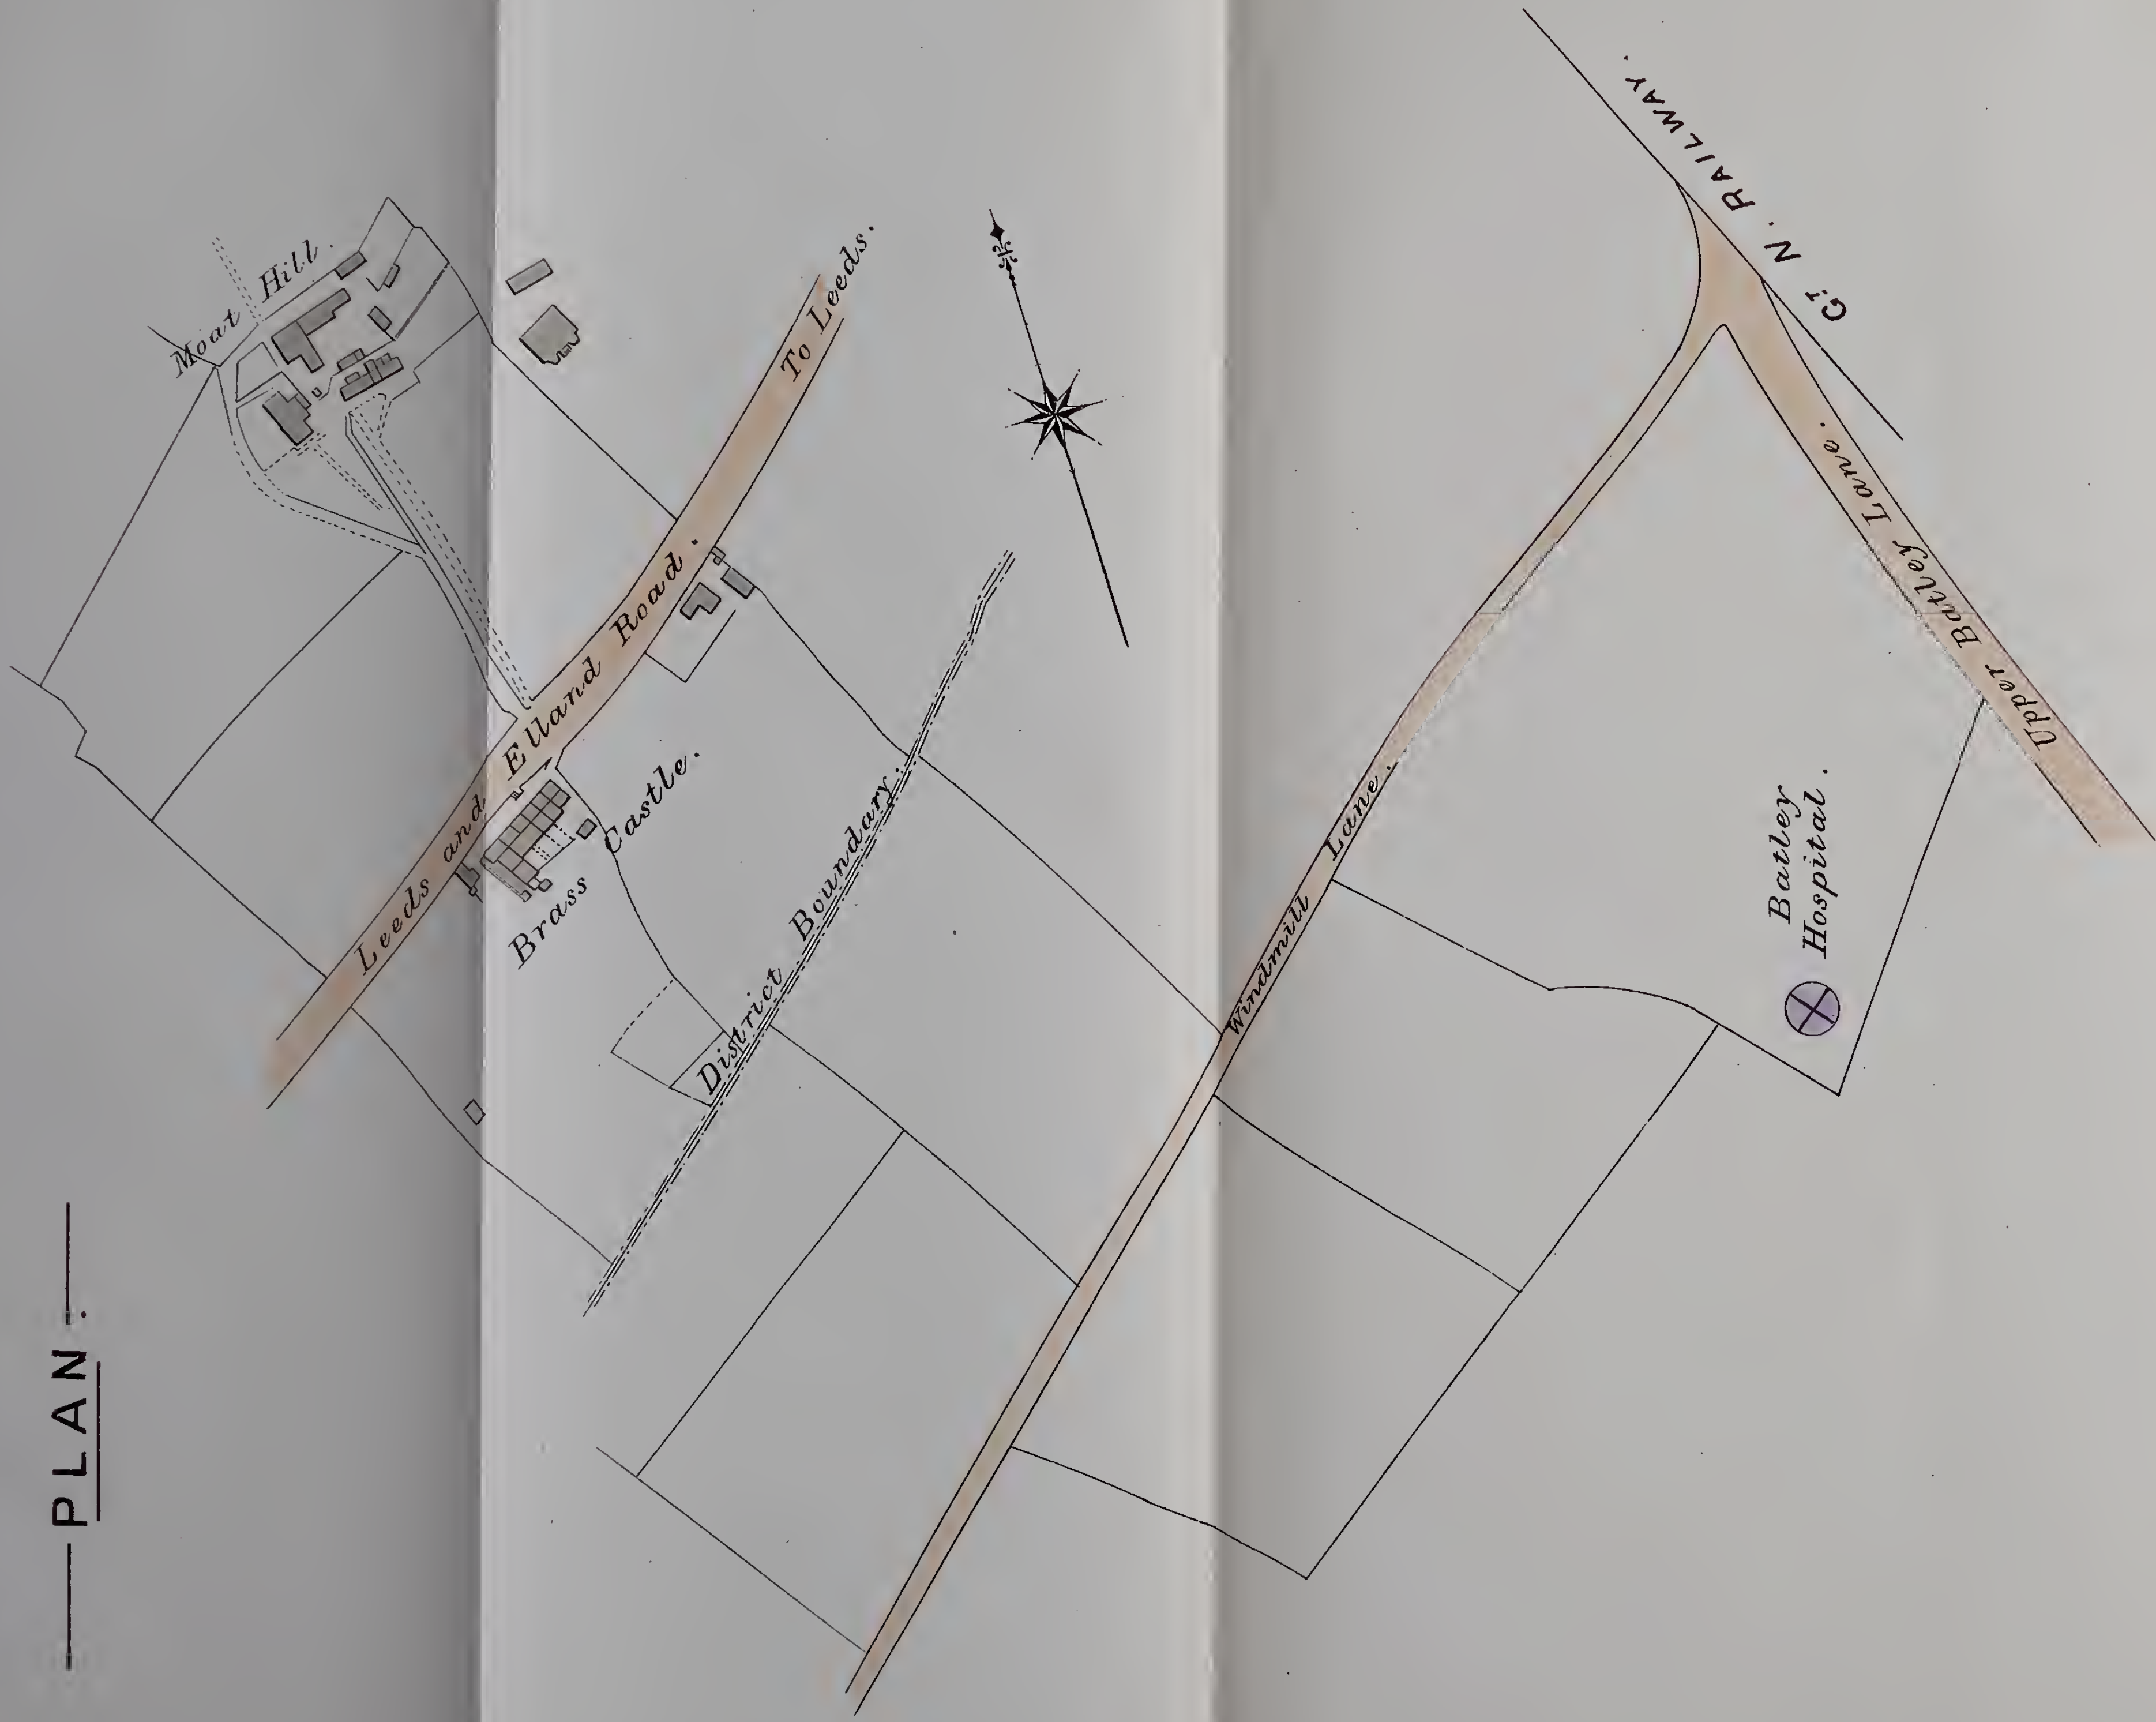 PLAN.
Moat Hill.
Leeds and Elland Road.
To Leeds.
Brass Castle.
District Boundary.
Windmill Lane.
Upper Batley Lane.
Gt. N. RAILWAY.
Batley
Hospital.